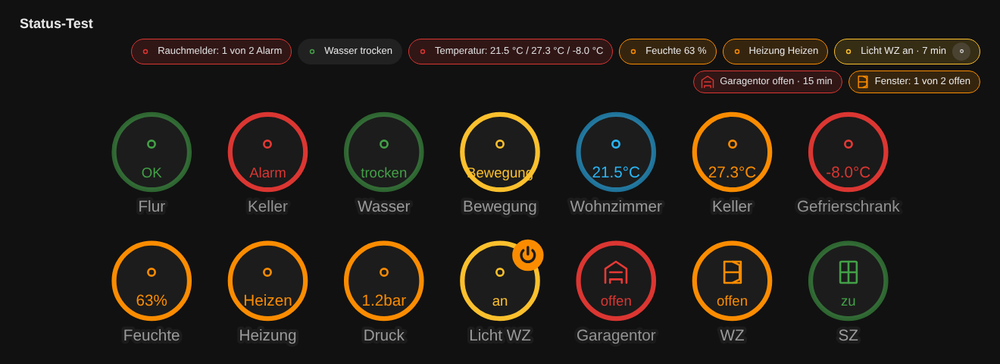 Status-Test
Rauchmelder: 1 von 2 Alarm
Wasser trocken
Temperatur: 21.5 °C / 27.3 °C / -8.0 °C
Feuchte 63 %
Heizung Heizen
Licht WZ an · 7 min
Garagentor offen · 15 min
Fenster: 1 von 2 offen
OK
Alarm
trocken
Bewegung
21.5°C
27.3°C
-8.0°C
Flur
Keller
Wasser
Bewegung
Wohnzimmer
Keller
Gefrierschrank
63%
Heizen
1.2bar
an
offen
offen
zu
Feuchte
Heizung
Druck
Licht WZ
Garagentor
WZ
SZ